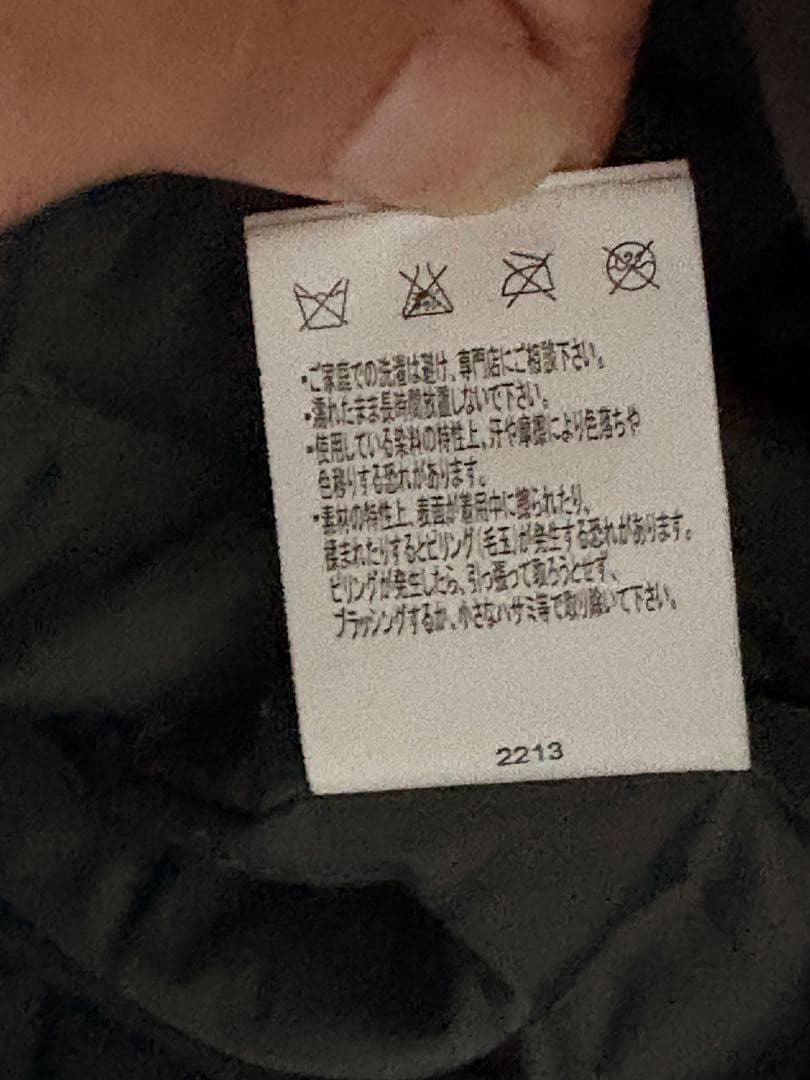 ・ご家庭での洗濯は避け、専門店にご相談下さい。
・濡れたまま長時間放置しないで下さい。
・使用している染料の特性上、汗や摩擦により色落ちや
色移りする恐れがあります。
・素材の特性上、表面が着用中に擦られたり、
揉まれたりするとピリング(毛玉)が発生する恐れがあります。
ピリングが発生したら、引っ張って取ろうとせず、
ブラッシングするか、小さなハサミ等で取り除いて下さい。
2213